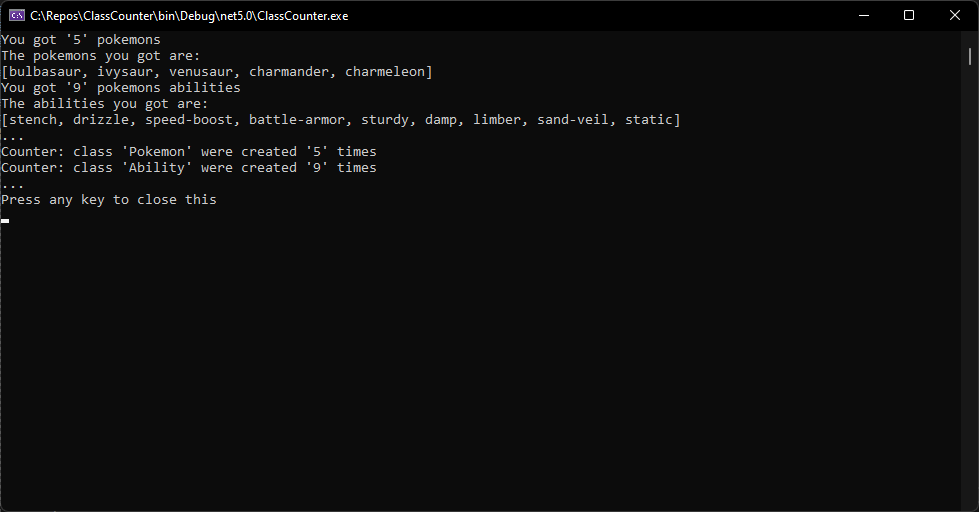 C:\Repos\ClassCounter\bin\Debug\net5.0\ClassCounter.exe
You got '5' pokemons
The pokemons you got are:
[bulbasaur, ivysaur, venusaur, charmander, charmeleon]
You got '9' pokemons abilities
The abilities you got are:
[stench, drizzle, speed-boost, battle-armor, sturdy, damp, limber, sand-veil, static]
...
Counter: class 'Pokemon' were created '5' times
Counter: class 'Ability' were created '9' times
...
Press any key to close this